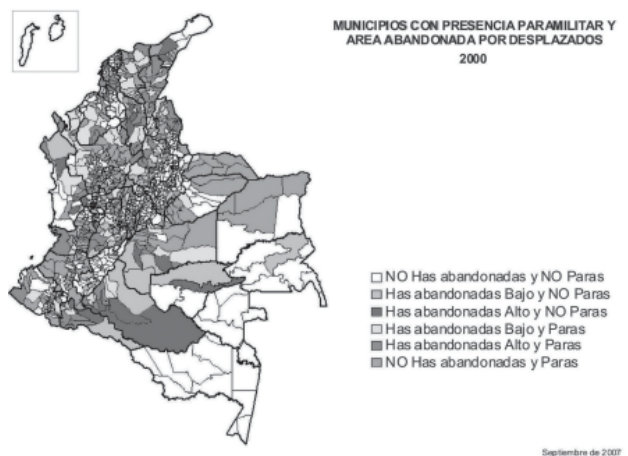 MUNICIPIOS CON PRESENCIA PARAMILITAR Y
AREA ABANDONADA POR DESPLAZADOS
2000
NO Has abandonadas y NO Paras
Has abandonadas Bajo y NO Paras
Has abandonadas Alto y NO Paras
Has abandonadas Bajo y Paras
Has abandonadas Alto y Paras
NO Has abandonadas y Paras
Septiembre de 2007